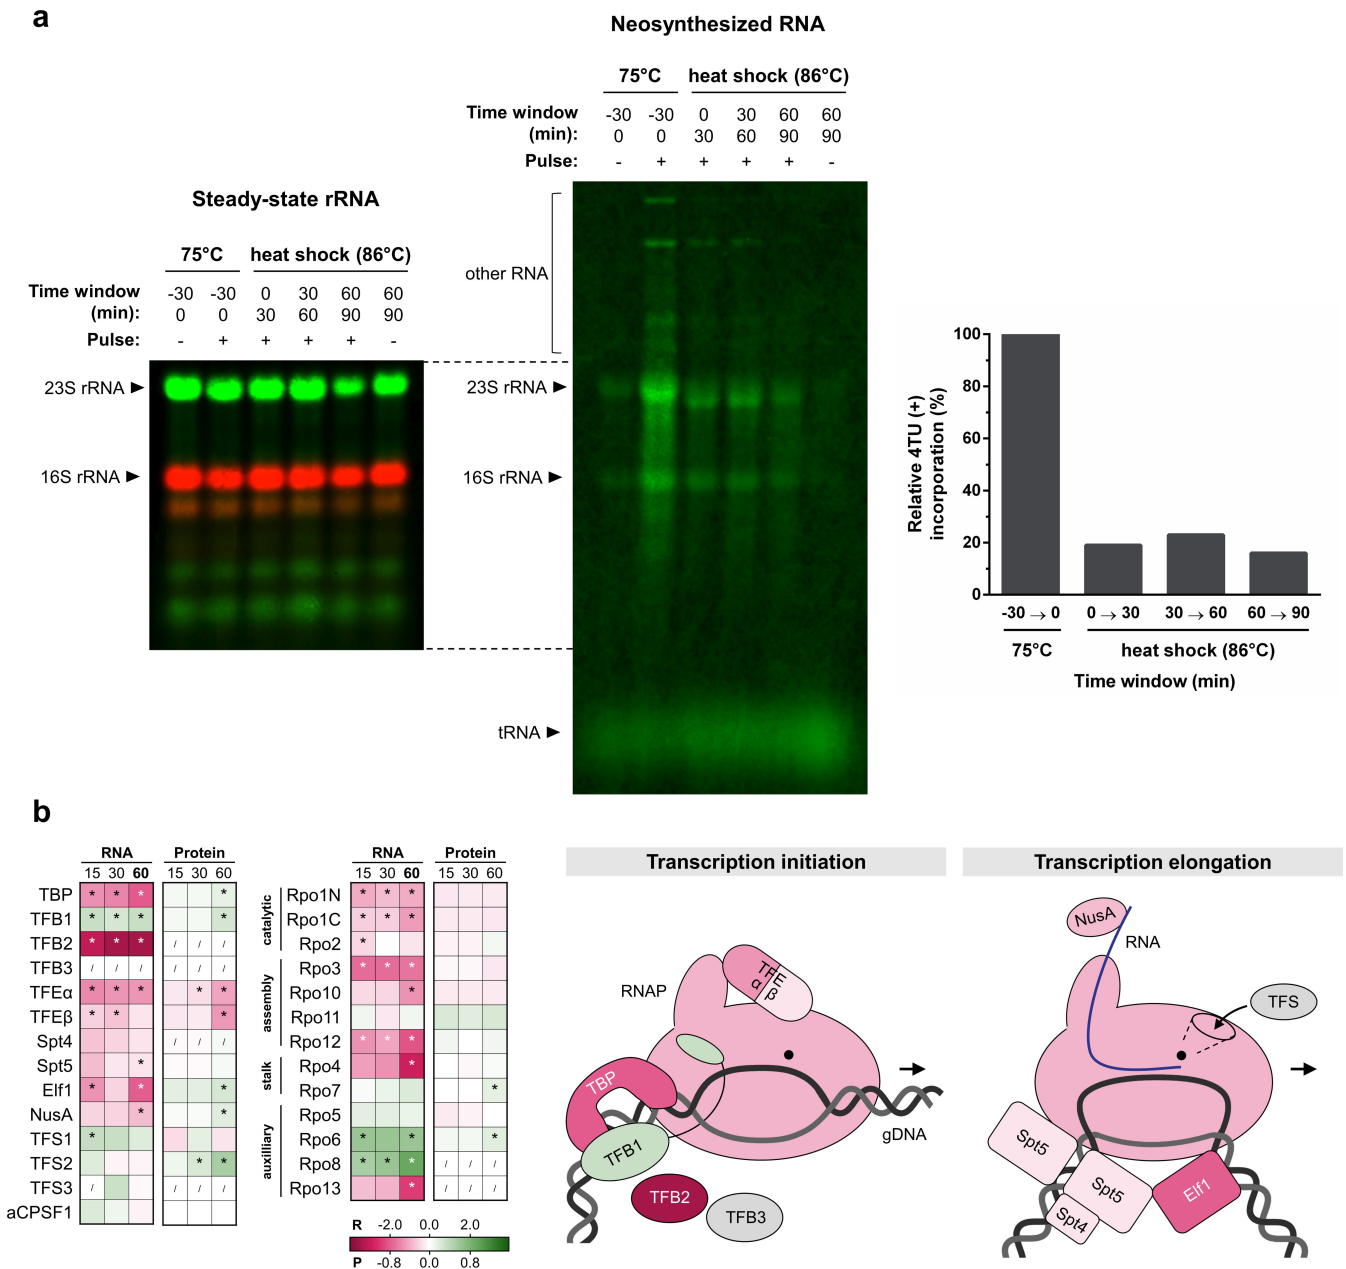 a
Neosynthesized RNA
75°C heat shock (86°C)
Time window -30 -30 0 30 60 60
(min): 0 0 30 60 90 90
Pulse: - + + + + -
Steady-state rRNA
75°C heat shock (86°C)
Time window -30 -30 0 30 60 60
(min): 0 0 30 60 90 90
Pulse: - + + + + -
other RNA
23S rRNA
16S rRNA
23S rRNA
16S rRNA
tRNA
Relative 4TU (+)
incorporation (%)
100
80
60
40
20
0
-30 → 0 0 → 30 30 → 60 60 → 90
75°C heat shock (86°C)
Time window (min)
b
RNA Protein
15 30 60 15 30 60
TBP * * * *
TFB1 * * * *
TFB2 * * * / / /
TFB3 / / / / / /
TFEα * * * * *
TFEβ * * *
Spt4 / / /
Spt5 *
Elf1 * * *
NusA * *
TFS1 *
TFS2 * *
TFS3 / / / /
aCPSF1
RNA Protein
15 30 60 15 30 60
catalytic
Rpo1N * * *
Rpo1C * * *
Rpo2 *
assembly
Rpo3 * * *
Rpo10 *
Rpo11
Rpo12 * * *
stalk
Rpo4 *
Rpo7 *
auxilliary
Rpo5
Rpo6 * * *
Rpo8 * * * / / /
Rpo13 * / / /
R -2.0 0.0 2.0
P -0.8 0.0 0.8
Transcription initiation
RNAP
TFE
α β
TBP
TFB1
TFB2
TFB3
gDNA
Transcription elongation
NusA
RNA
TFS
Spt5
Spt5
Spt4
Elf1